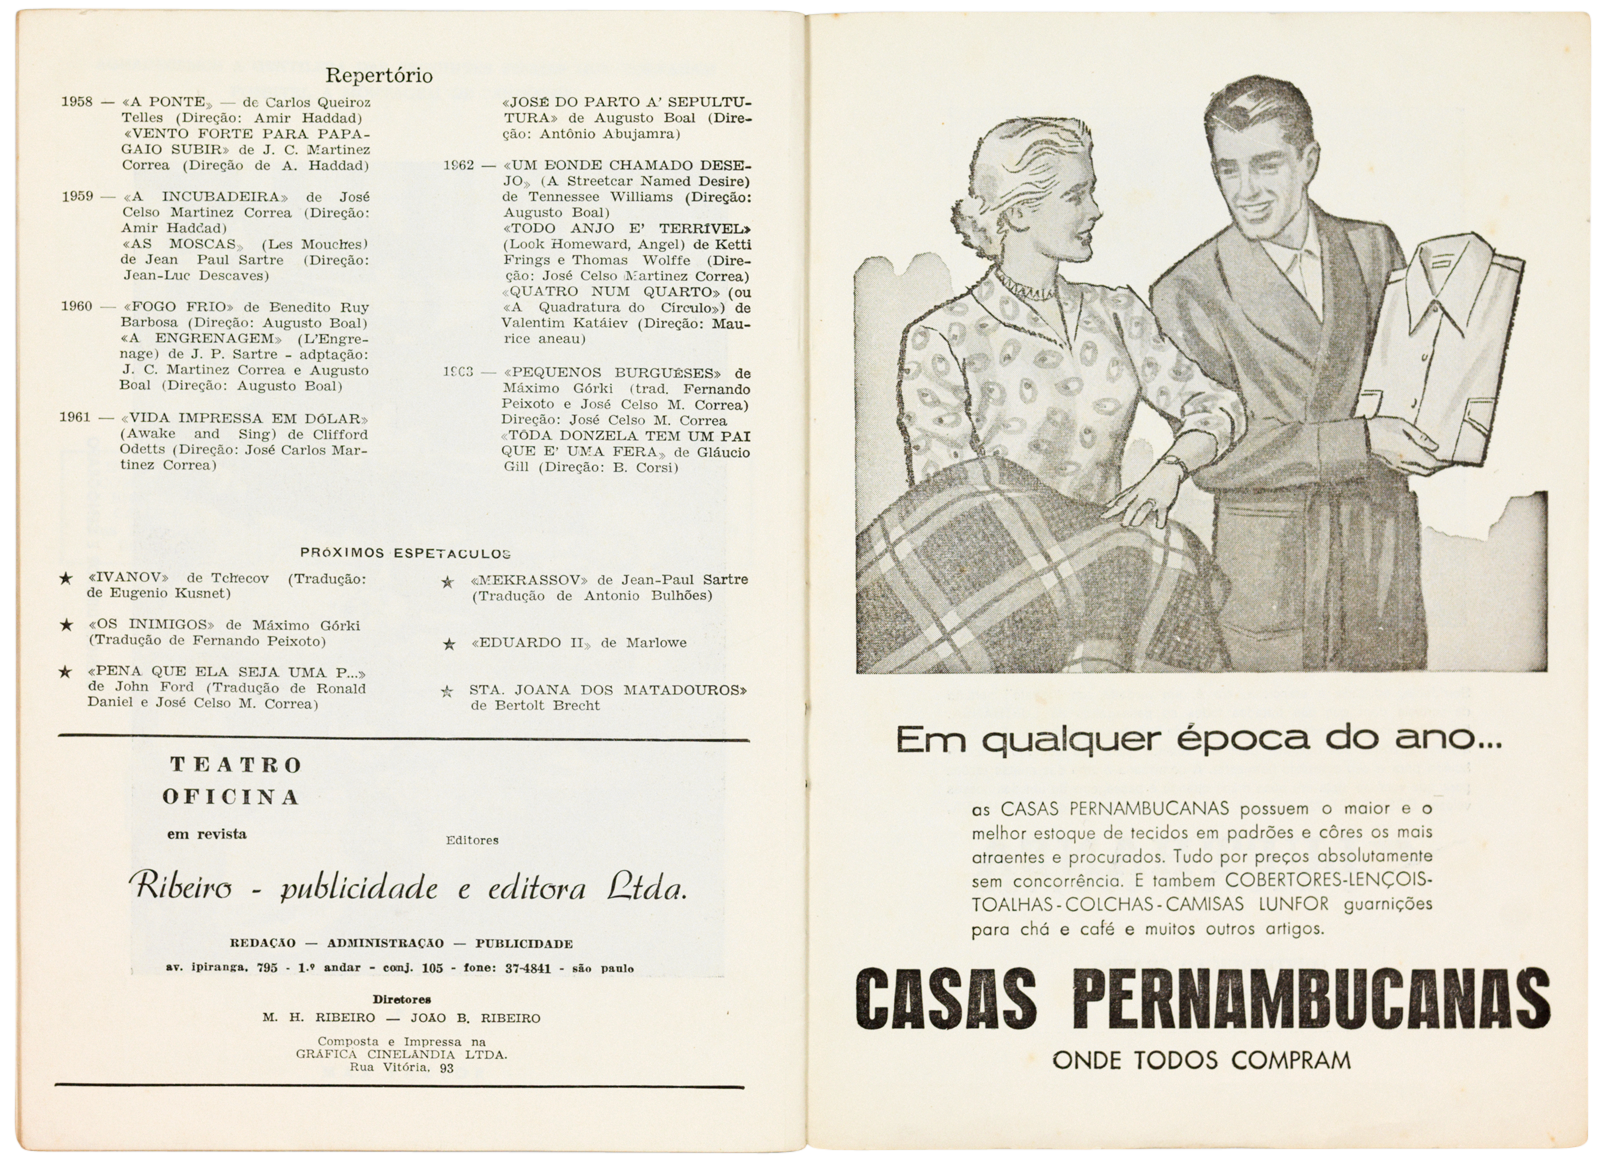 Repertório
1958 — «A PONTE» — de Carlos Queiroz
Telles (Direção: Amir Haddad)
«VENTO FORTE PARA PAPA-
GAIO SUBIR» de J. C. Martinez
Correa (Direção de A. Haddad)
1959 — «A INCUBADEIRA» de José
Celso Martinez Correa (Direção:
Amir Haddad)
«AS MOSCAS» (Les Mouches)
de Jean Paul Sartre (Direção:
Jean-Luc Descaves)
1960 — «FOGO FRIO» de Benedito Ruy
Barbosa (Direção: Augusto Boal)
«A ENGRENAGEM» (L'Engre-
nage) de J. P. Sartre - adptação:
J. C. Martinez Correa e Augusto
Boal (Direção: Augusto Boal)
1961 — «VIDA IMPRESSA EM DÓLAR»
(Awake and Sing) de Clifford
Odetts (Direção: José Carlos Mar-
tinez Correa)
«JOSÉ DO PARTO A' SEPULTU-
TURA» de Augusto Boal (Dire-
ção: Antônio Abujamra)
1962 — «UM BONDE CHAMADO DESE-
JO» (A Streetcar Named Desire)
de Tennessee Williams (Direção:
Augusto Boal)
«TODO ANJO E' TERRÍVEL»
(Look Homeward, Angel) de Ketti
Frings e Thomas Wolffe (Dire-
ção: José Celso Martinez Correa)
«QUATRO NUM QUARTO» (ou
«A Quadratura do Círculo») de
Valentim Katáiev (Direção: Mau-
rice aneau)
1963 — «PEQUENOS BURGUÊSES» de
Máximo Górki (trad. Fernando
Peixoto e José Celso M. Correa)
Direção: José Celso M. Correa
«TÔDA DONZELA TEM UM PAI
QUE E' UMA FERA» de Gláucio
Gill (Direção: B. Corsi)
PRÓXIMOS ESPETACULOS
★ «IVANOV» de Tchecov (Tradução:
de Eugenio Kusnet)
★ «OS INIMIGOS» de Máximo Górki
(Tradução de Fernando Peixoto)
★ «PENA QUE ELA SEJA UMA P...»
de John Ford (Tradução de Ronald
Daniel e José Celso M. Correa)
★ «MEKRASSOV» de Jean-Paul Sartre
(Tradução de Antonio Bulhões)
★ «EDUARDO II» de Marlowe
★ STA. JOANA DOS MATADOUROS»
de Bertolt Brecht
TEATRO
OFICINA
em revista
Editores
Ribeiro - publicidade e editora Ltda.
REDAÇÃO — ADMINISTRAÇÃO — PUBLICIDADE
av. ipiranga, 795 - 1.º andar - conj. 105 - fone: 37-4841 - são paulo
Diretores
M. H. RIBEIRO — JOÃO B. RIBEIRO
Composta e Impressa na
GRÁFICA CINELÂNDIA LTDA.
Rua Vitória, 93
Em qualquer época do ano...
as CASAS PERNAMBUCANAS possuem o maior e o
melhor estoque de tecidos em padrões e côres os mais
atraentes e procurados. Tudo por preços absolutamente
sem concorrência. E tambem COBERTORES-LENÇOIS-
TOALHAS-COLCHAS-CAMISAS LUNFOR guarnições
para chá e café e muitos outros artigos.
CASAS PERNAMBUCANAS
ONDE TODOS COMPRAM